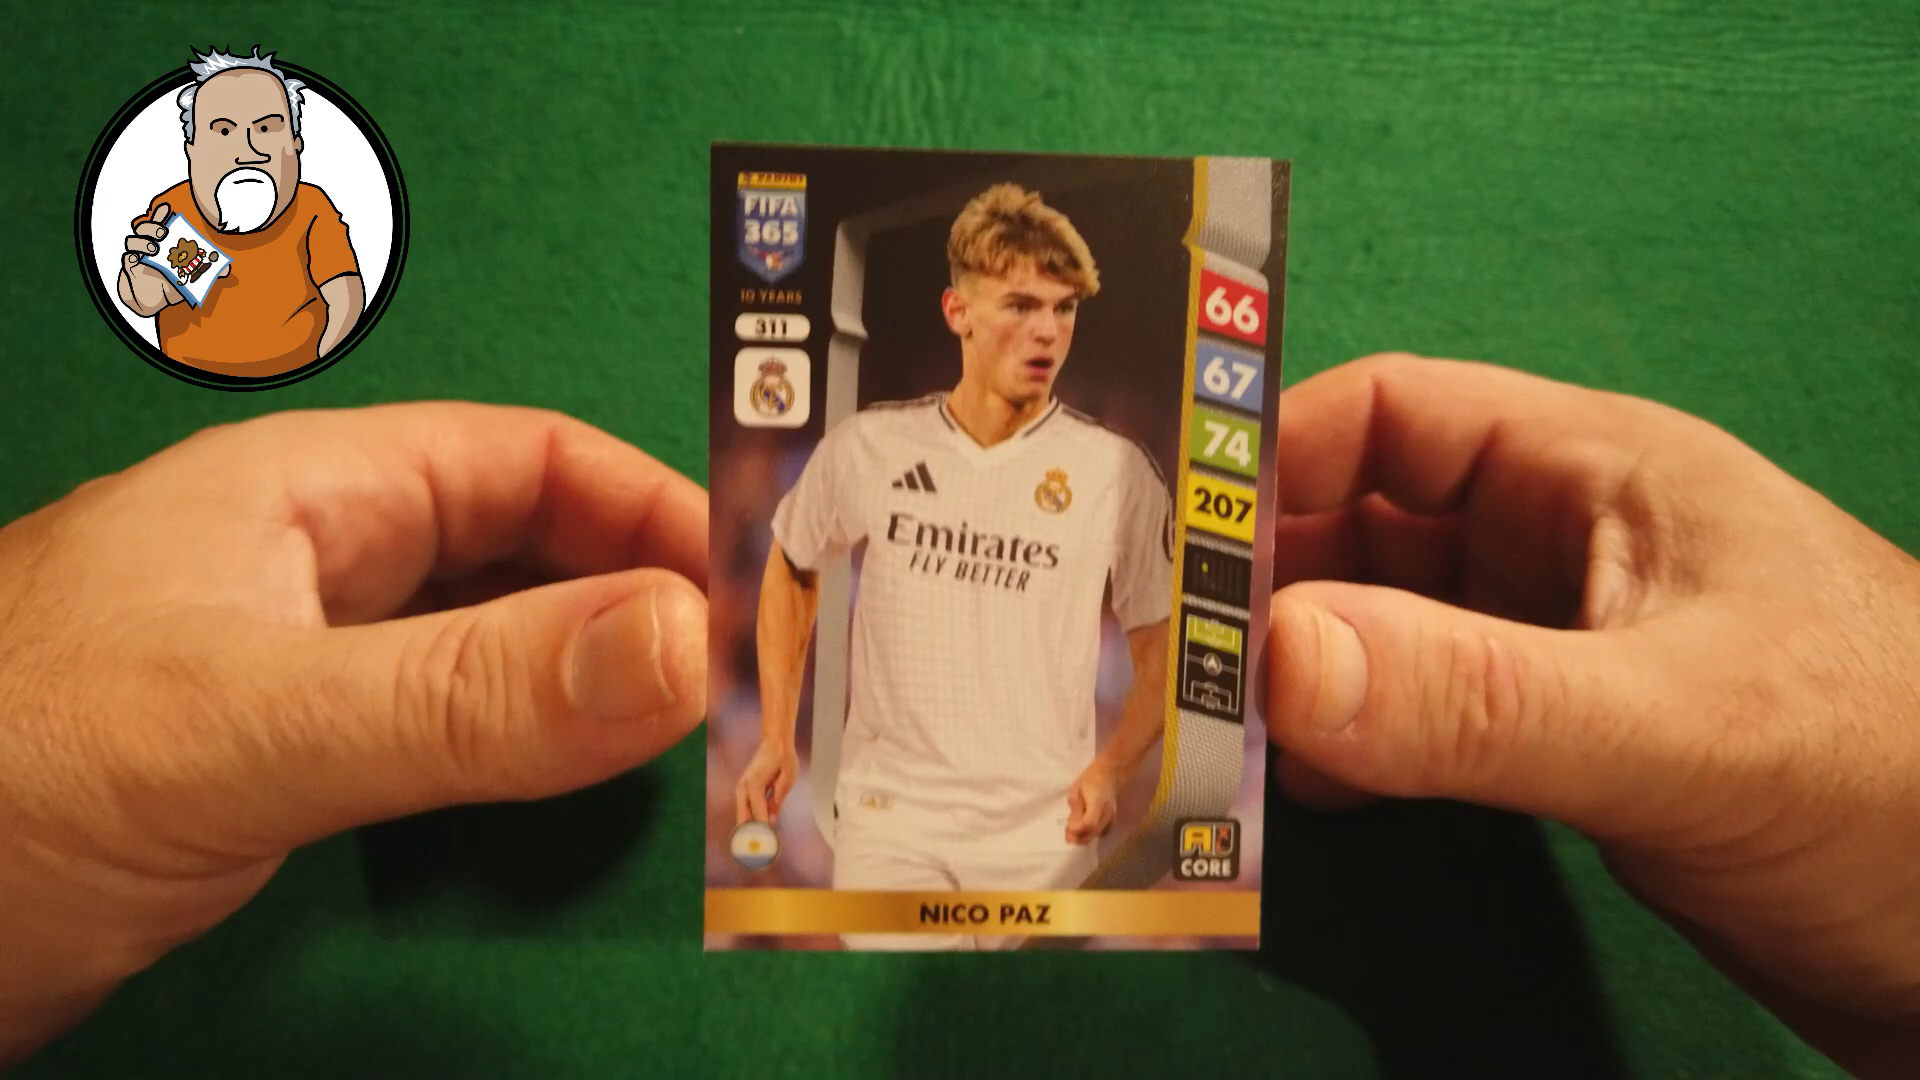 PANINI
FIFA
365
10 YEARS
311
66
67
74
207
Emirates
FLY BETTER
CORE
NICO PAZ